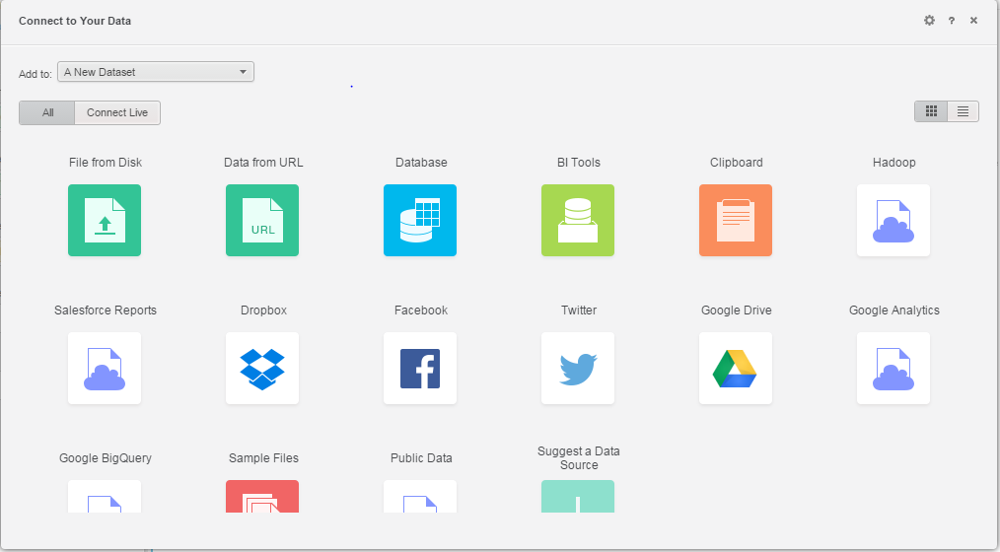 Connect to Your Data
?
Add to: A New Dataset
All Connect Live
File from Disk Data from URL Database BI Tools Clipboard Hadoop
URL
Salesforce Reports Dropbox Facebook Twitter Google Drive Google Analytics
Google BigQuery Sample Files Public Data Suggest a Data
Source